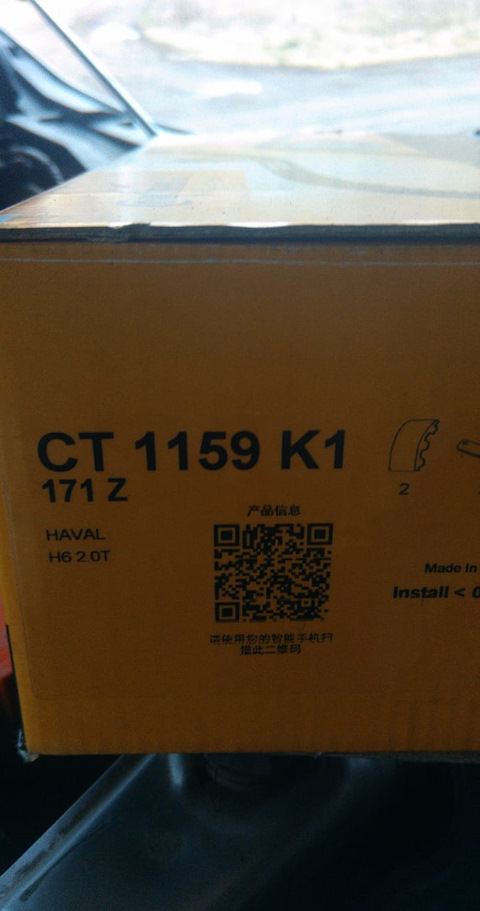 CT 1159 K1
171 Z
HAVAL
H6 2.0T
产品信息
请使用您的智能手机扫
描此二维码
2
Made in
Install <